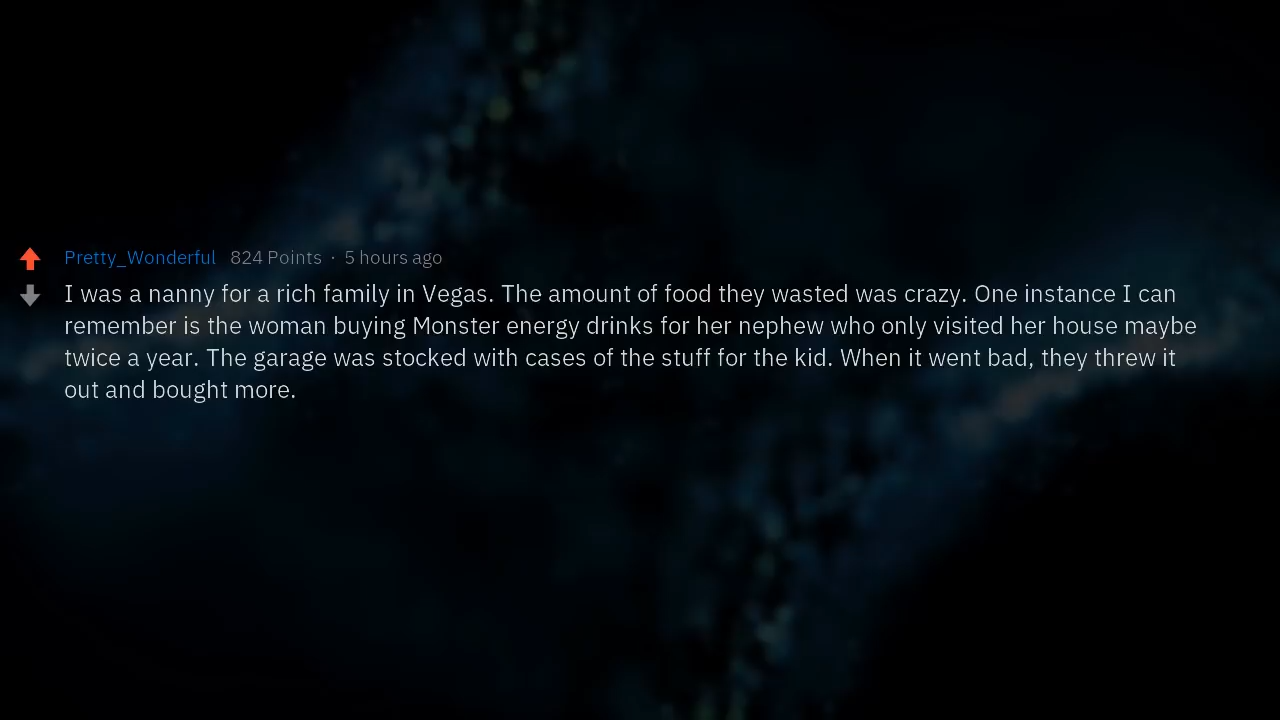 Pretty_Wonderful 824 Points · 5 hours ago
I was a nanny for a rich family in Vegas. The amount of food they wasted was crazy. One instance I can
remember is the woman buying Monster energy drinks for her nephew who only visited her house maybe
twice a year. The garage was stocked with cases of the stuff for the kid. When it went bad, they threw it
out and bought more.